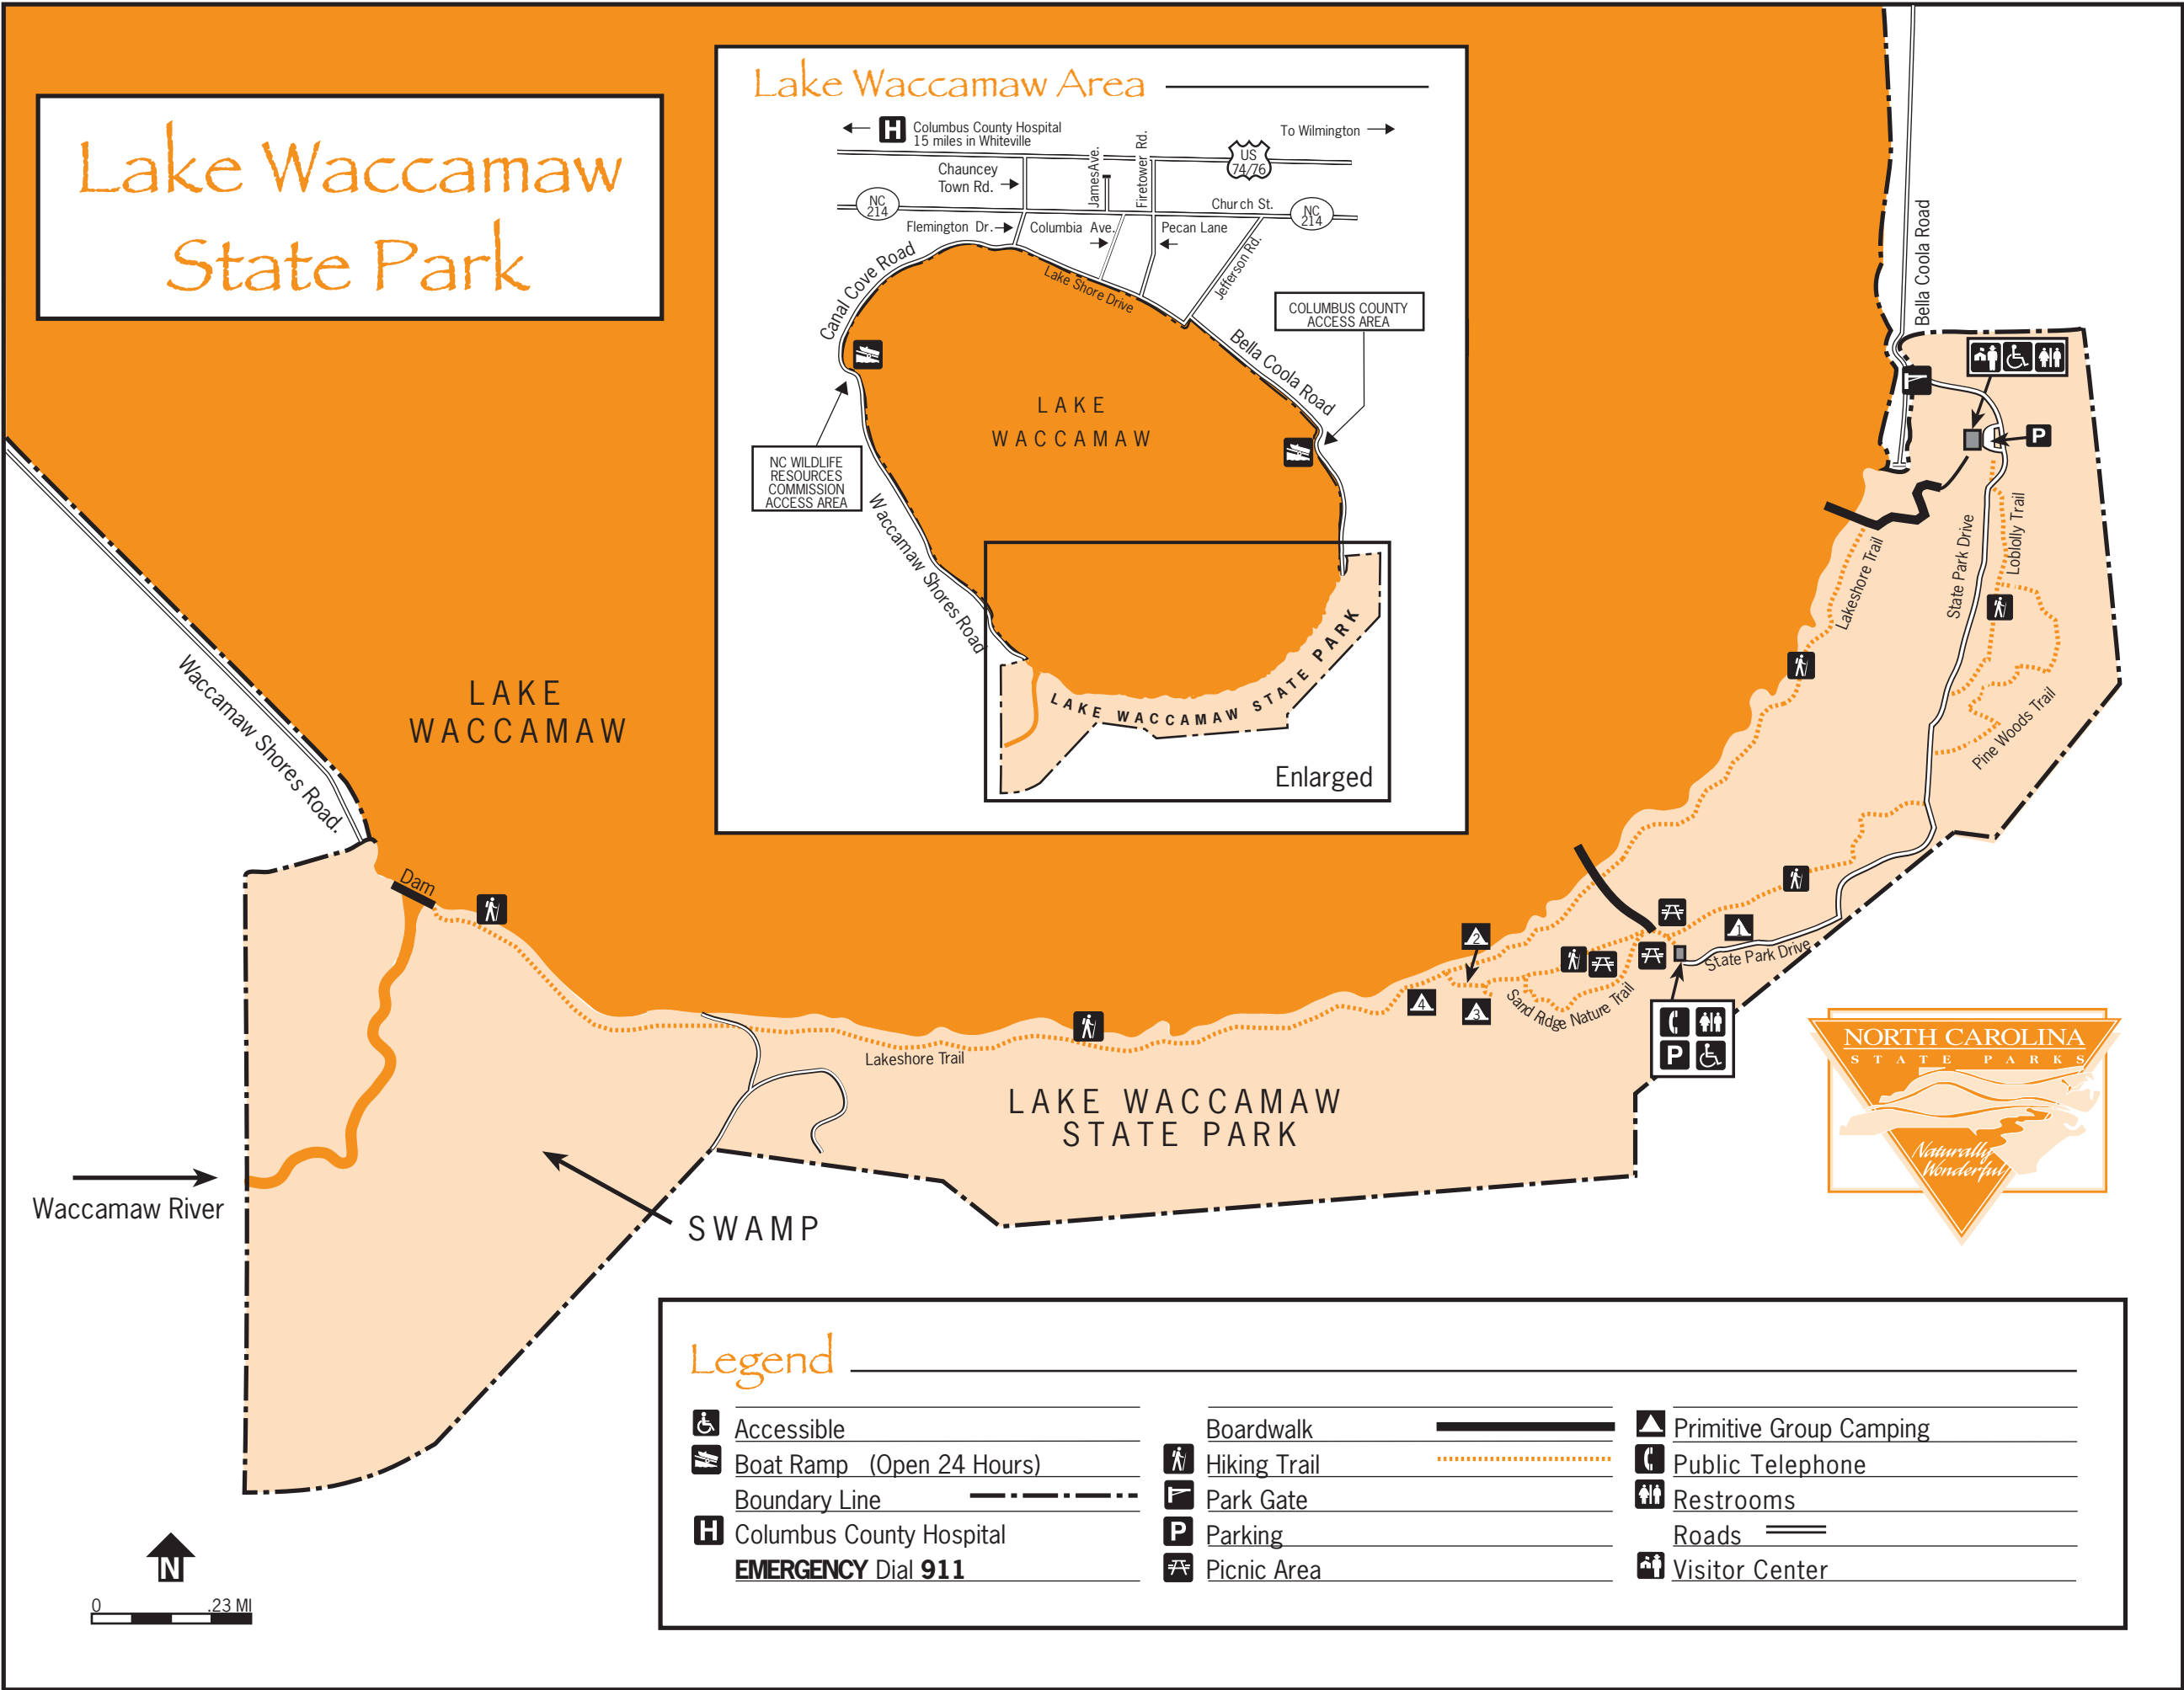 Lake Waccamaw
State Park
Lake Waccamaw Area
H
Columbus County Hospital
15 miles in Whiteville
To Wilmington
US
74/76
Chauncey
Town Rd.
JamesAve.
Firetower Rd.
NC
214
Church St.
NC
214
Flemington Dr.
Columbia Ave.
Pecan Lane
Jefferson Rd.
Canal Cove Road
Lake Shore Drive
COLUMBUS COUNTY
ACCESS AREA
Bella Coola Road
LAKE
WACCAMAW
NC WILDLIFE
RESOURCES
COMMISSION
ACCESS AREA
Waccamaw Shores Road
LAKE WACCAMAW STATE PARK
Enlarged
Bella Coola Road
P
Loblolly Trail
State Park Drive
Lakeshore Trail
Pine Woods Trail
Waccamaw Shores Road.
LAKE
WACCAMAW
Dam
2
1
State Park Drive
4
3
Sand Ridge Nature Trail
P
Lakeshore Trail
LAKE WACCAMAW
STATE PARK
Waccamaw River
SWAMP
NORTH CAROLINA
STATE PARKS
Naturally
Wonderful
Legend
Accessible
Boat Ramp (Open 24 Hours)
Boundary Line
H Columbus County Hospital
EMERGENCY Dial 911
Boardwalk
Hiking Trail
Park Gate
P Parking
Picnic Area
Primitive Group Camping
Public Telephone
Restrooms
Roads
Visitor Center
N
0 .23 MI